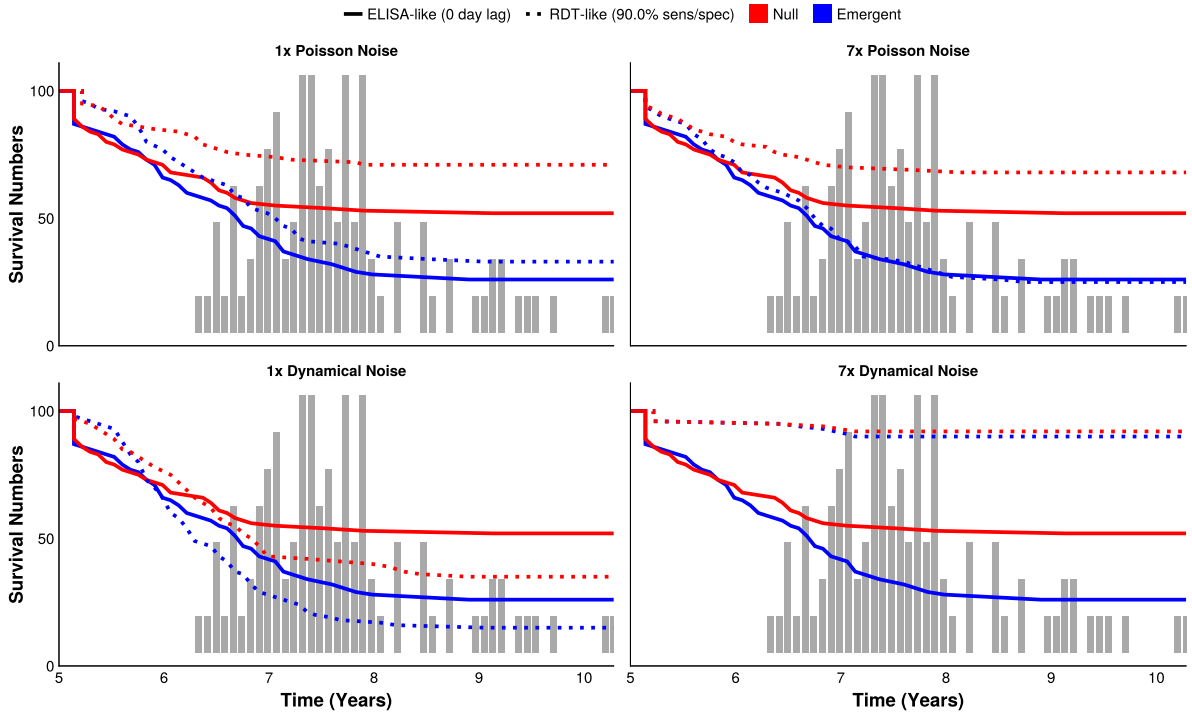 ELISA-like (0 day lag) RDT-like (90.0% sens/spec) Null Emergent
1x Poisson Noise 7x Poisson Noise
Survival Numbers
100
50
0
1x Dynamical Noise 7x Dynamical Noise
Survival Numbers
100
50
0
5 6 7 8 9 10 5 6 7 8 9 10
Time (Years) Time (Years)